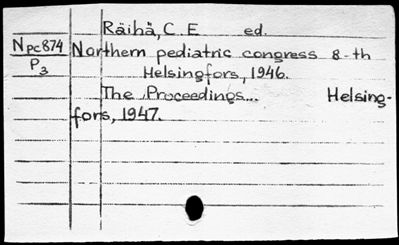 Räihä, C. E ed.
Npc874 Northern pediatric congress 8-th
P3 Helsingfors, 1946.
The Proceedings... Helsing-
fors, 1947.